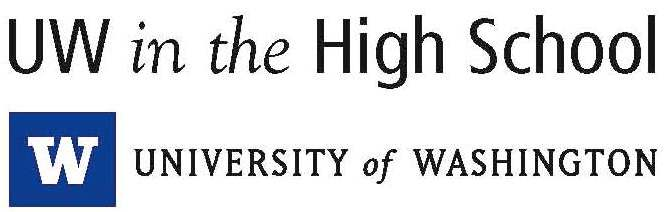 UW in the High School
W UNIVERSITY of WASHINGTON